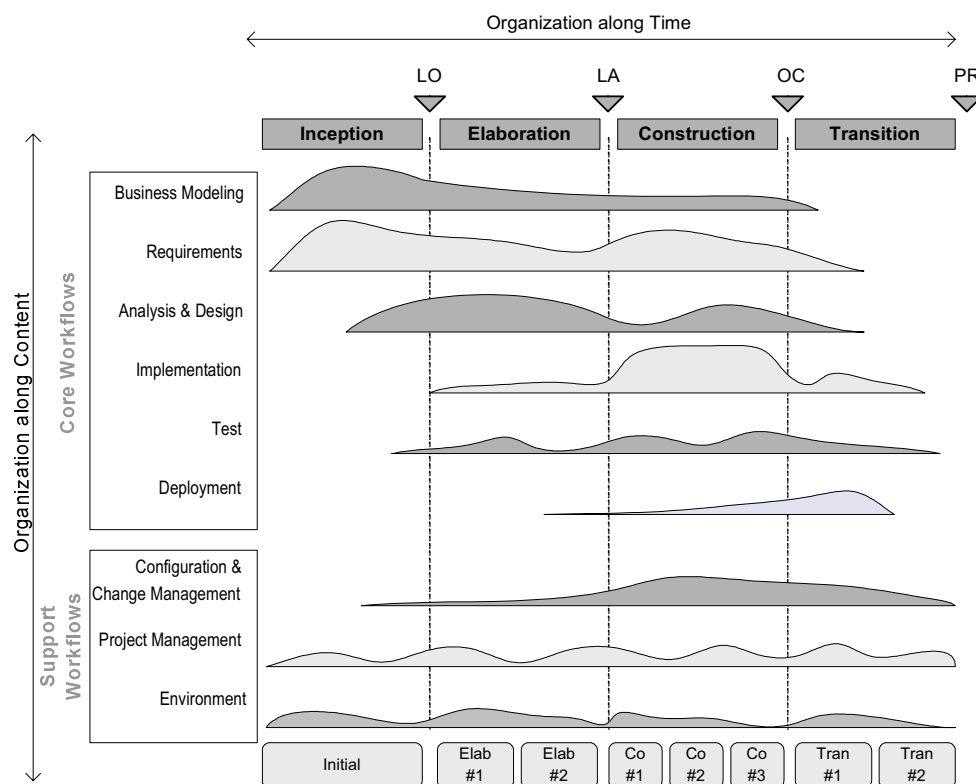 Organization along Time
LO
LA
OC
PR
Inception
Elaboration
Construction
Transition
Organization along Content
Core Workflows
Business Modeling
Requirements
Analysis & Design
Implementation
Test
Deployment
Support
Workflows
Configuration &
Change Management
Project Management
Environment
Initial
Elab
#1
Elab
#2
Co
#1
Co
#2
Co
#3
Tran
#1
Tran
#2